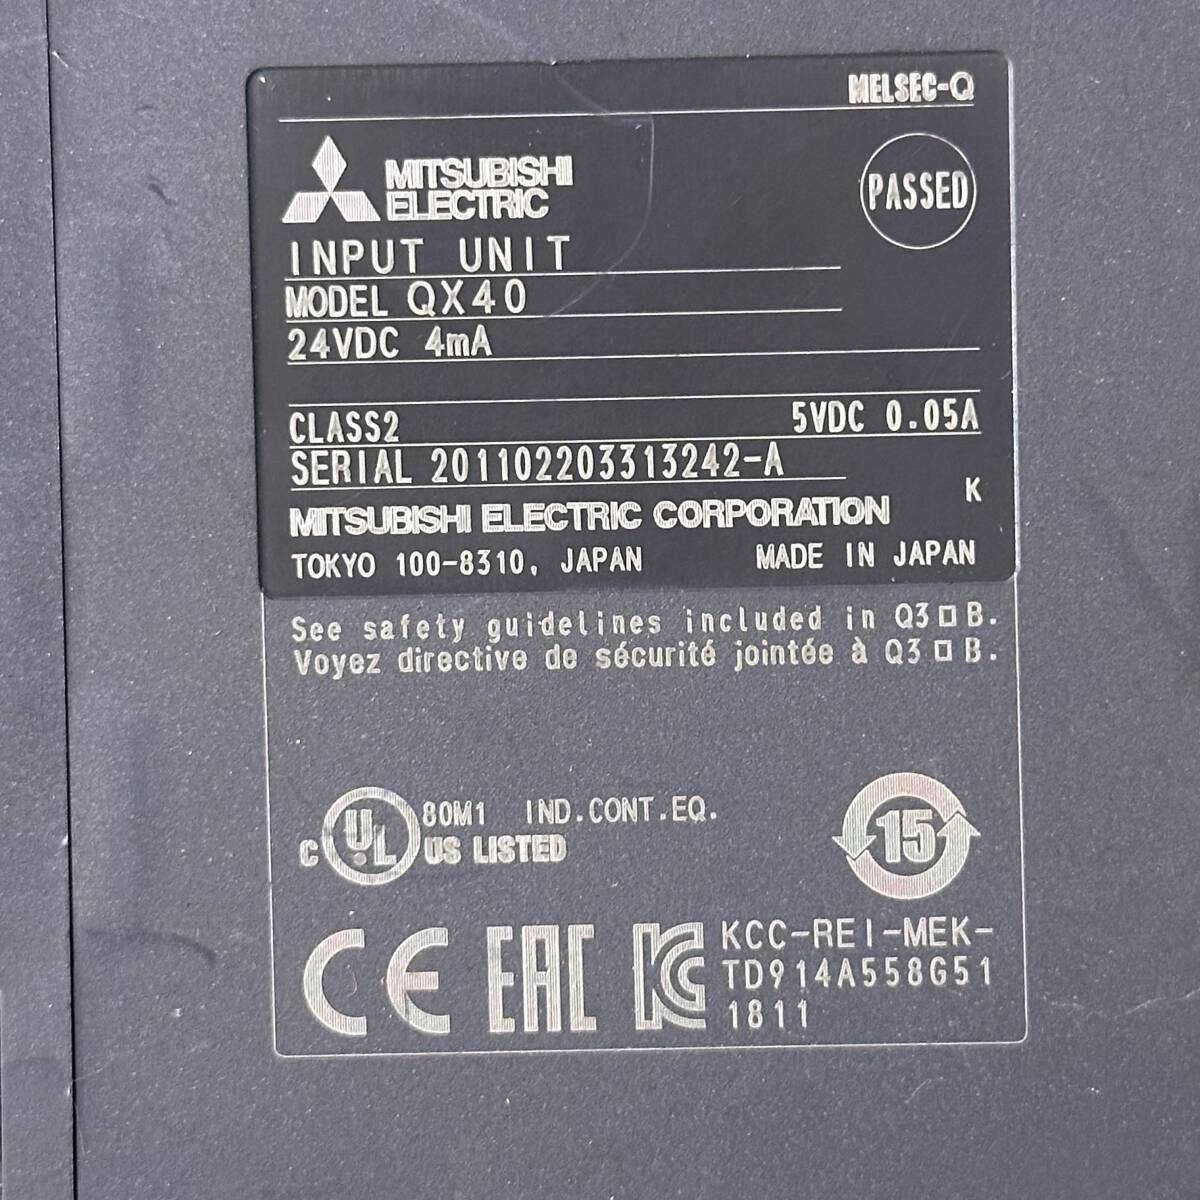 MELSEC-Q
MITSUBISHI
ELECTRIC
PASSED
INPUT UNIT
MODEL QX40
24VDC 4mA
CLASS2 5VDC 0.05A
SERIAL 201102203313242-A
K
MITSUBISHI ELECTRIC CORPORATION
TOKYO 100-8310, JAPAN MADE IN JAPAN
See safety guidelines included in Q3□B.
Voyez directive de sécurité jointée à Q3□B.
80M1 IND.CONT.EQ.
C UL US LISTED
15
CE EAC KC KCC-REI-MEK-
TD914A558G51
1811